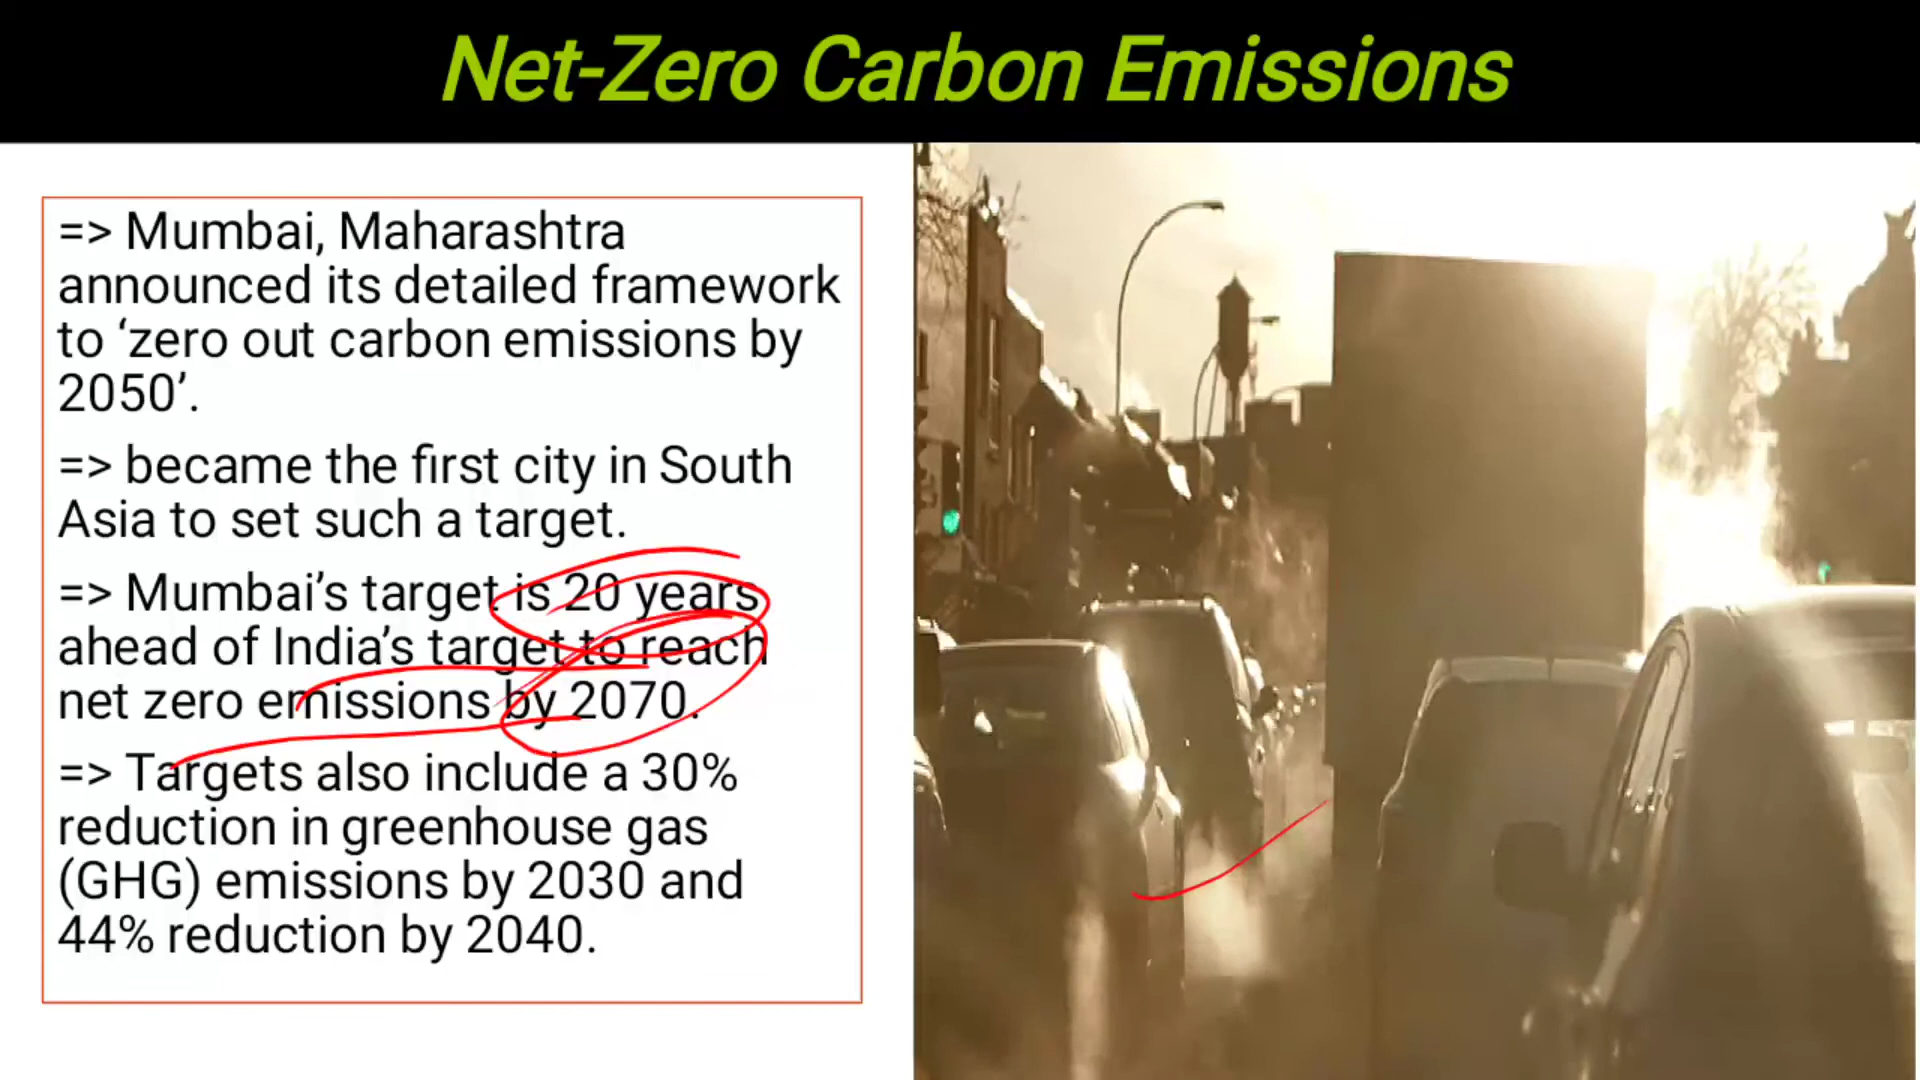 Net-Zero Carbon Emissions
=> Mumbai, Maharashtra
announced its detailed framework
to ‘zero out carbon emissions by
2050’.
=> became the first city in South
Asia to set such a target.
=> Mumbai’s target is 20 years
ahead of India’s target to reach
net zero emissions by 2070.
=> Targets also include a 30%
reduction in greenhouse gas
(GHG) emissions by 2030 and
44% reduction by 2040.